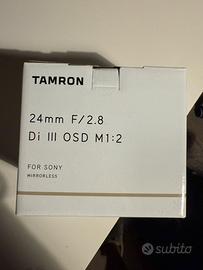 TAMRON
24mm F/2.8
Di III OSD M1:2
FOR SONY
MIRRORLESS
subito